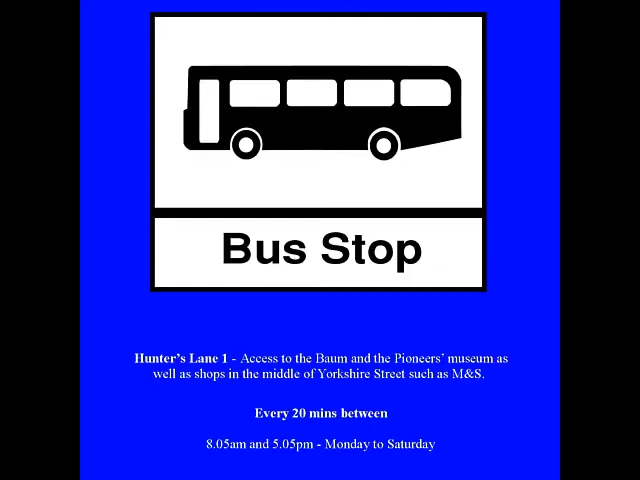 Bus Stop
Hunter's Lane 1 - Access to the Baum and the Pioneers' museum as
well as shops in the middle of Yorkshire Street such as M&S.
Every 20 mins between
8.05am and 5.05pm - Monday to Saturday